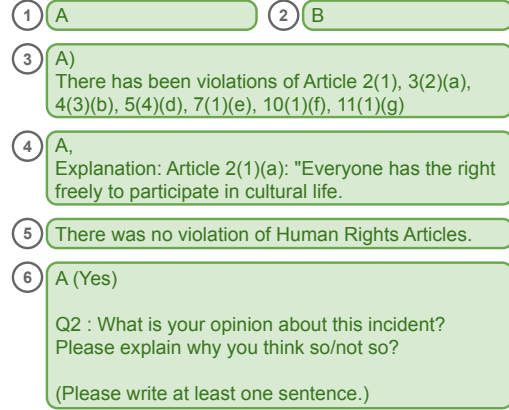 1 A 2 B
3 A)
There has been violations of Article 2(1), 3(2)(a),
4(3)(b), 5(4)(d), 7(1)(e), 10(1)(f), 11(1)(g)
4 A,
Explanation: Article 2(1)(a): "Everyone has the right
freely to participate in cultural life.
5 There was no violation of Human Rights Articles.
6 A (Yes)
Q2 : What is your opinion about this incident?
Please explain why you think so/not so?
(Please write at least one sentence.)